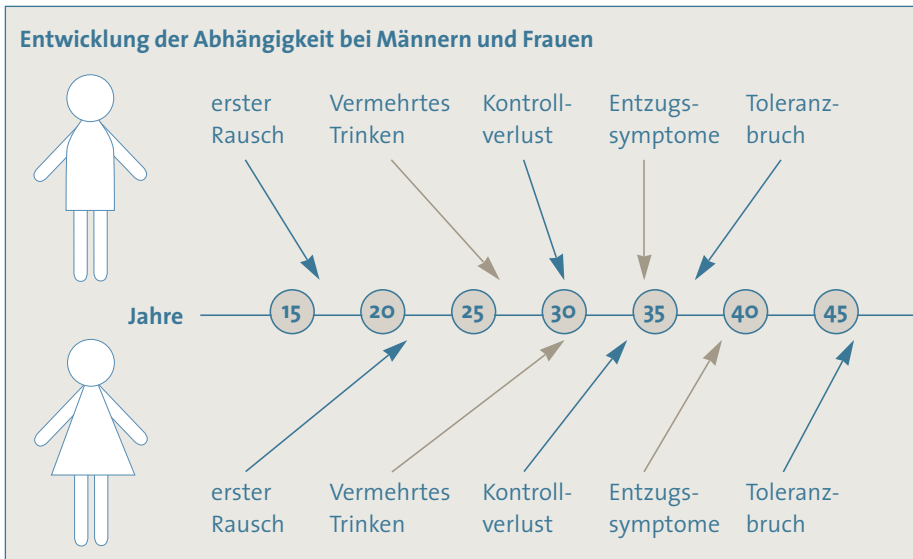 Entwicklung der Abhängigkeit bei Männern und Frauen
erster
Rausch
Vermehrtes
Trinken
Kontroll-
verlust
Entzugs-
symptome
Toleranz-
bruch
Jahre
15
20
25
30
35
40
45
erster
Rausch
Vermehrtes
Trinken
Kontroll-
verlust
Entzugs-
symptome
Toleranz-
bruch